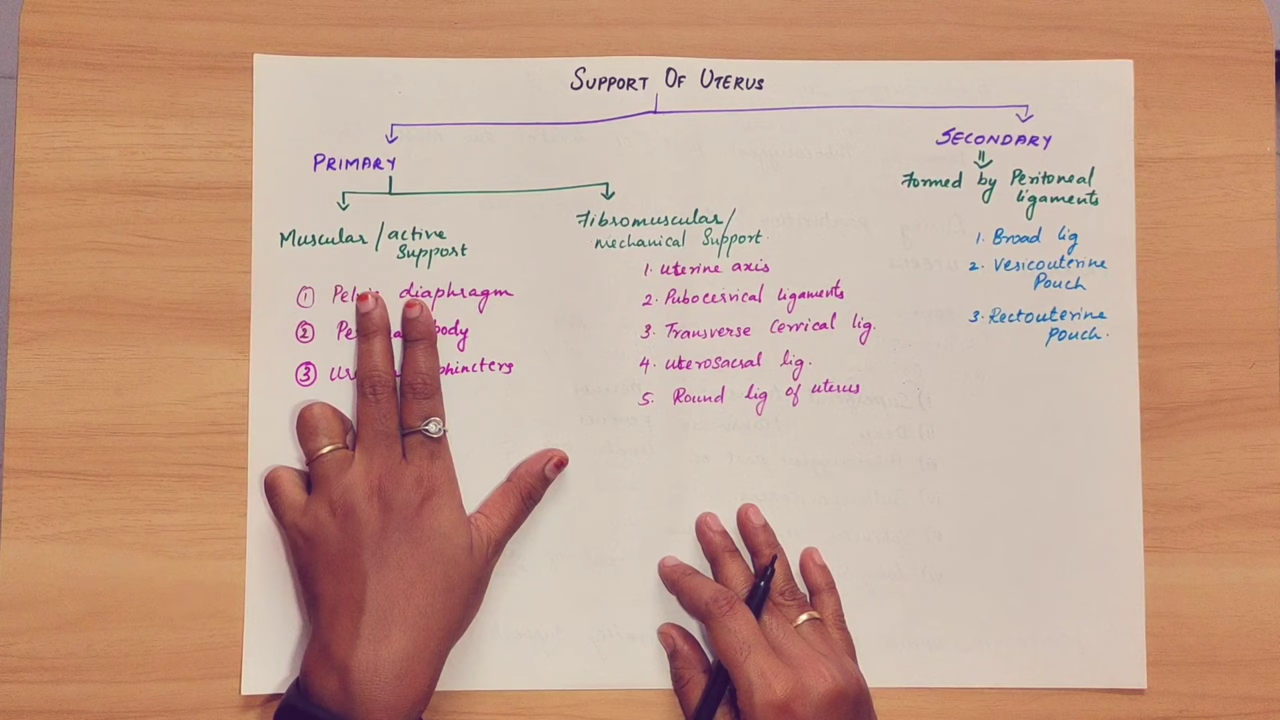 SUPPORT OF UTERUS
PRIMARY
SECONDARY
Muscular / active
Support
① diaphragm
② body
③
Fibromuscular/
mechanical Support.
1. uterine axis
2. Pubocervical ligaments
3. Transverse Cervical lig.
4. uterosacral lig.
5. Round lig of uterus
Formed by Peritoneal
ligaments
1. Broad lig
2. Vesicouterine
Pouch
3. Rectouterine
Pouch.